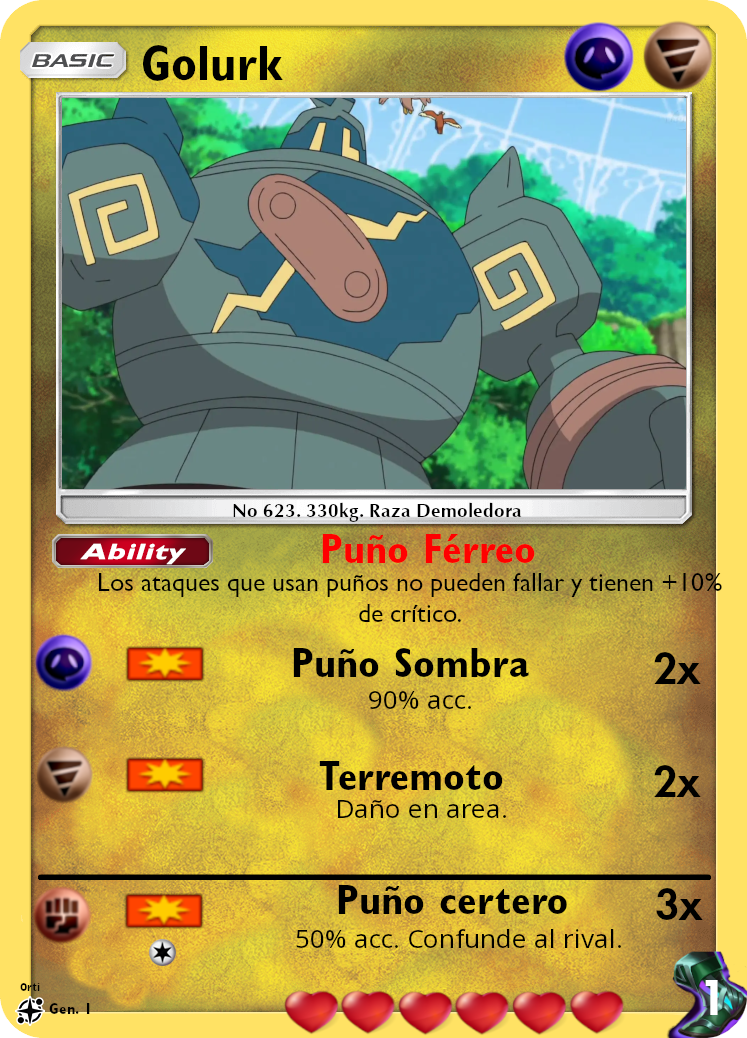 BASIC Golurk
No 623. 330kg. Raza Demoledora
Ability Puño Férreo
Los ataques que usan puños no pueden fallar y tienen +10%
de crítico.
Puño Sombra 2x
90% acc.
Terremoto 2x
Daño en area.
Puño certero 3x
50% acc. Confunde al rival.
Orti
Gen. 1
1